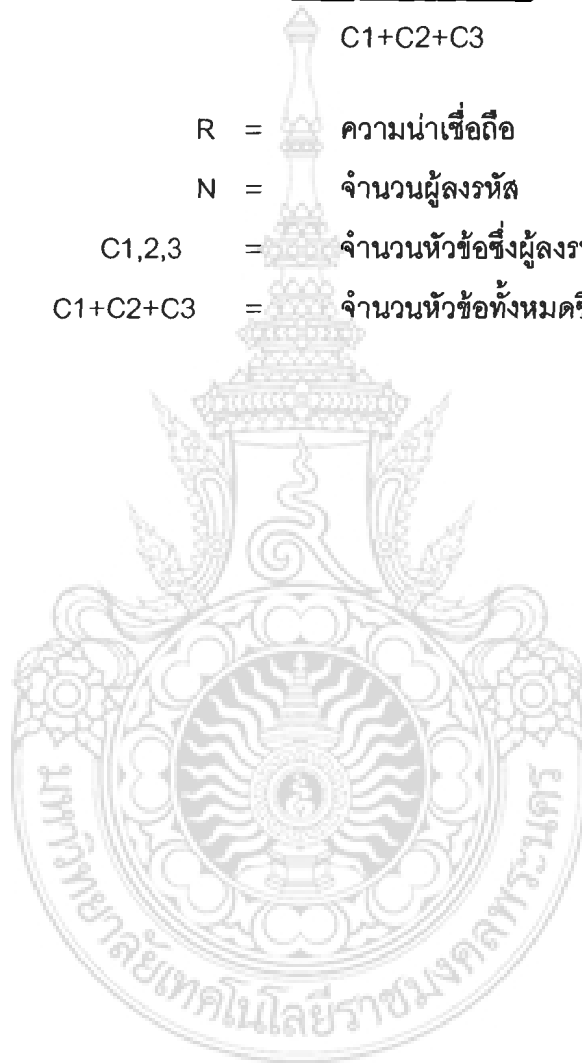 C1+C2+C3
R = ความน่าเชื่อถือ
N = จำนวนผู้ลงรหัส
C1,2,3 = จำนวนหัวข้อซึ่งผู้ลงร
C1+C2+C3 = จำนวนหัวข้อทั้งหมด
มหาวิทยาลัยเทคโนโลยีราชมงคลพระนคร